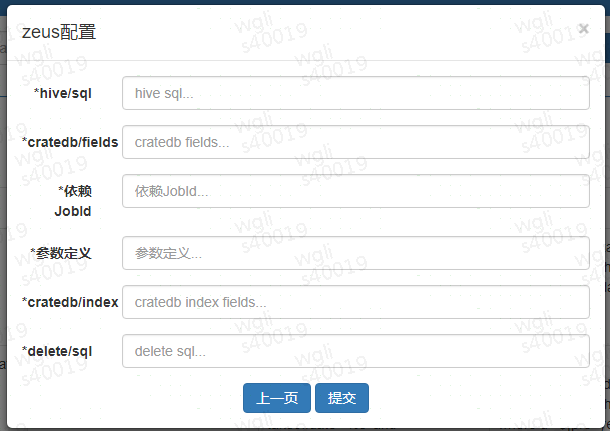 zeus配置
×
*hive/sql
hive sql...
*cratedb/fields
cratedb fields...
*依赖
JobId
依赖JobId...
*参数定义
参数定义...
*cratedb/index
cratedb index fields...
*delete/sql
delete sql...
上一页 提交
wgli
s40019